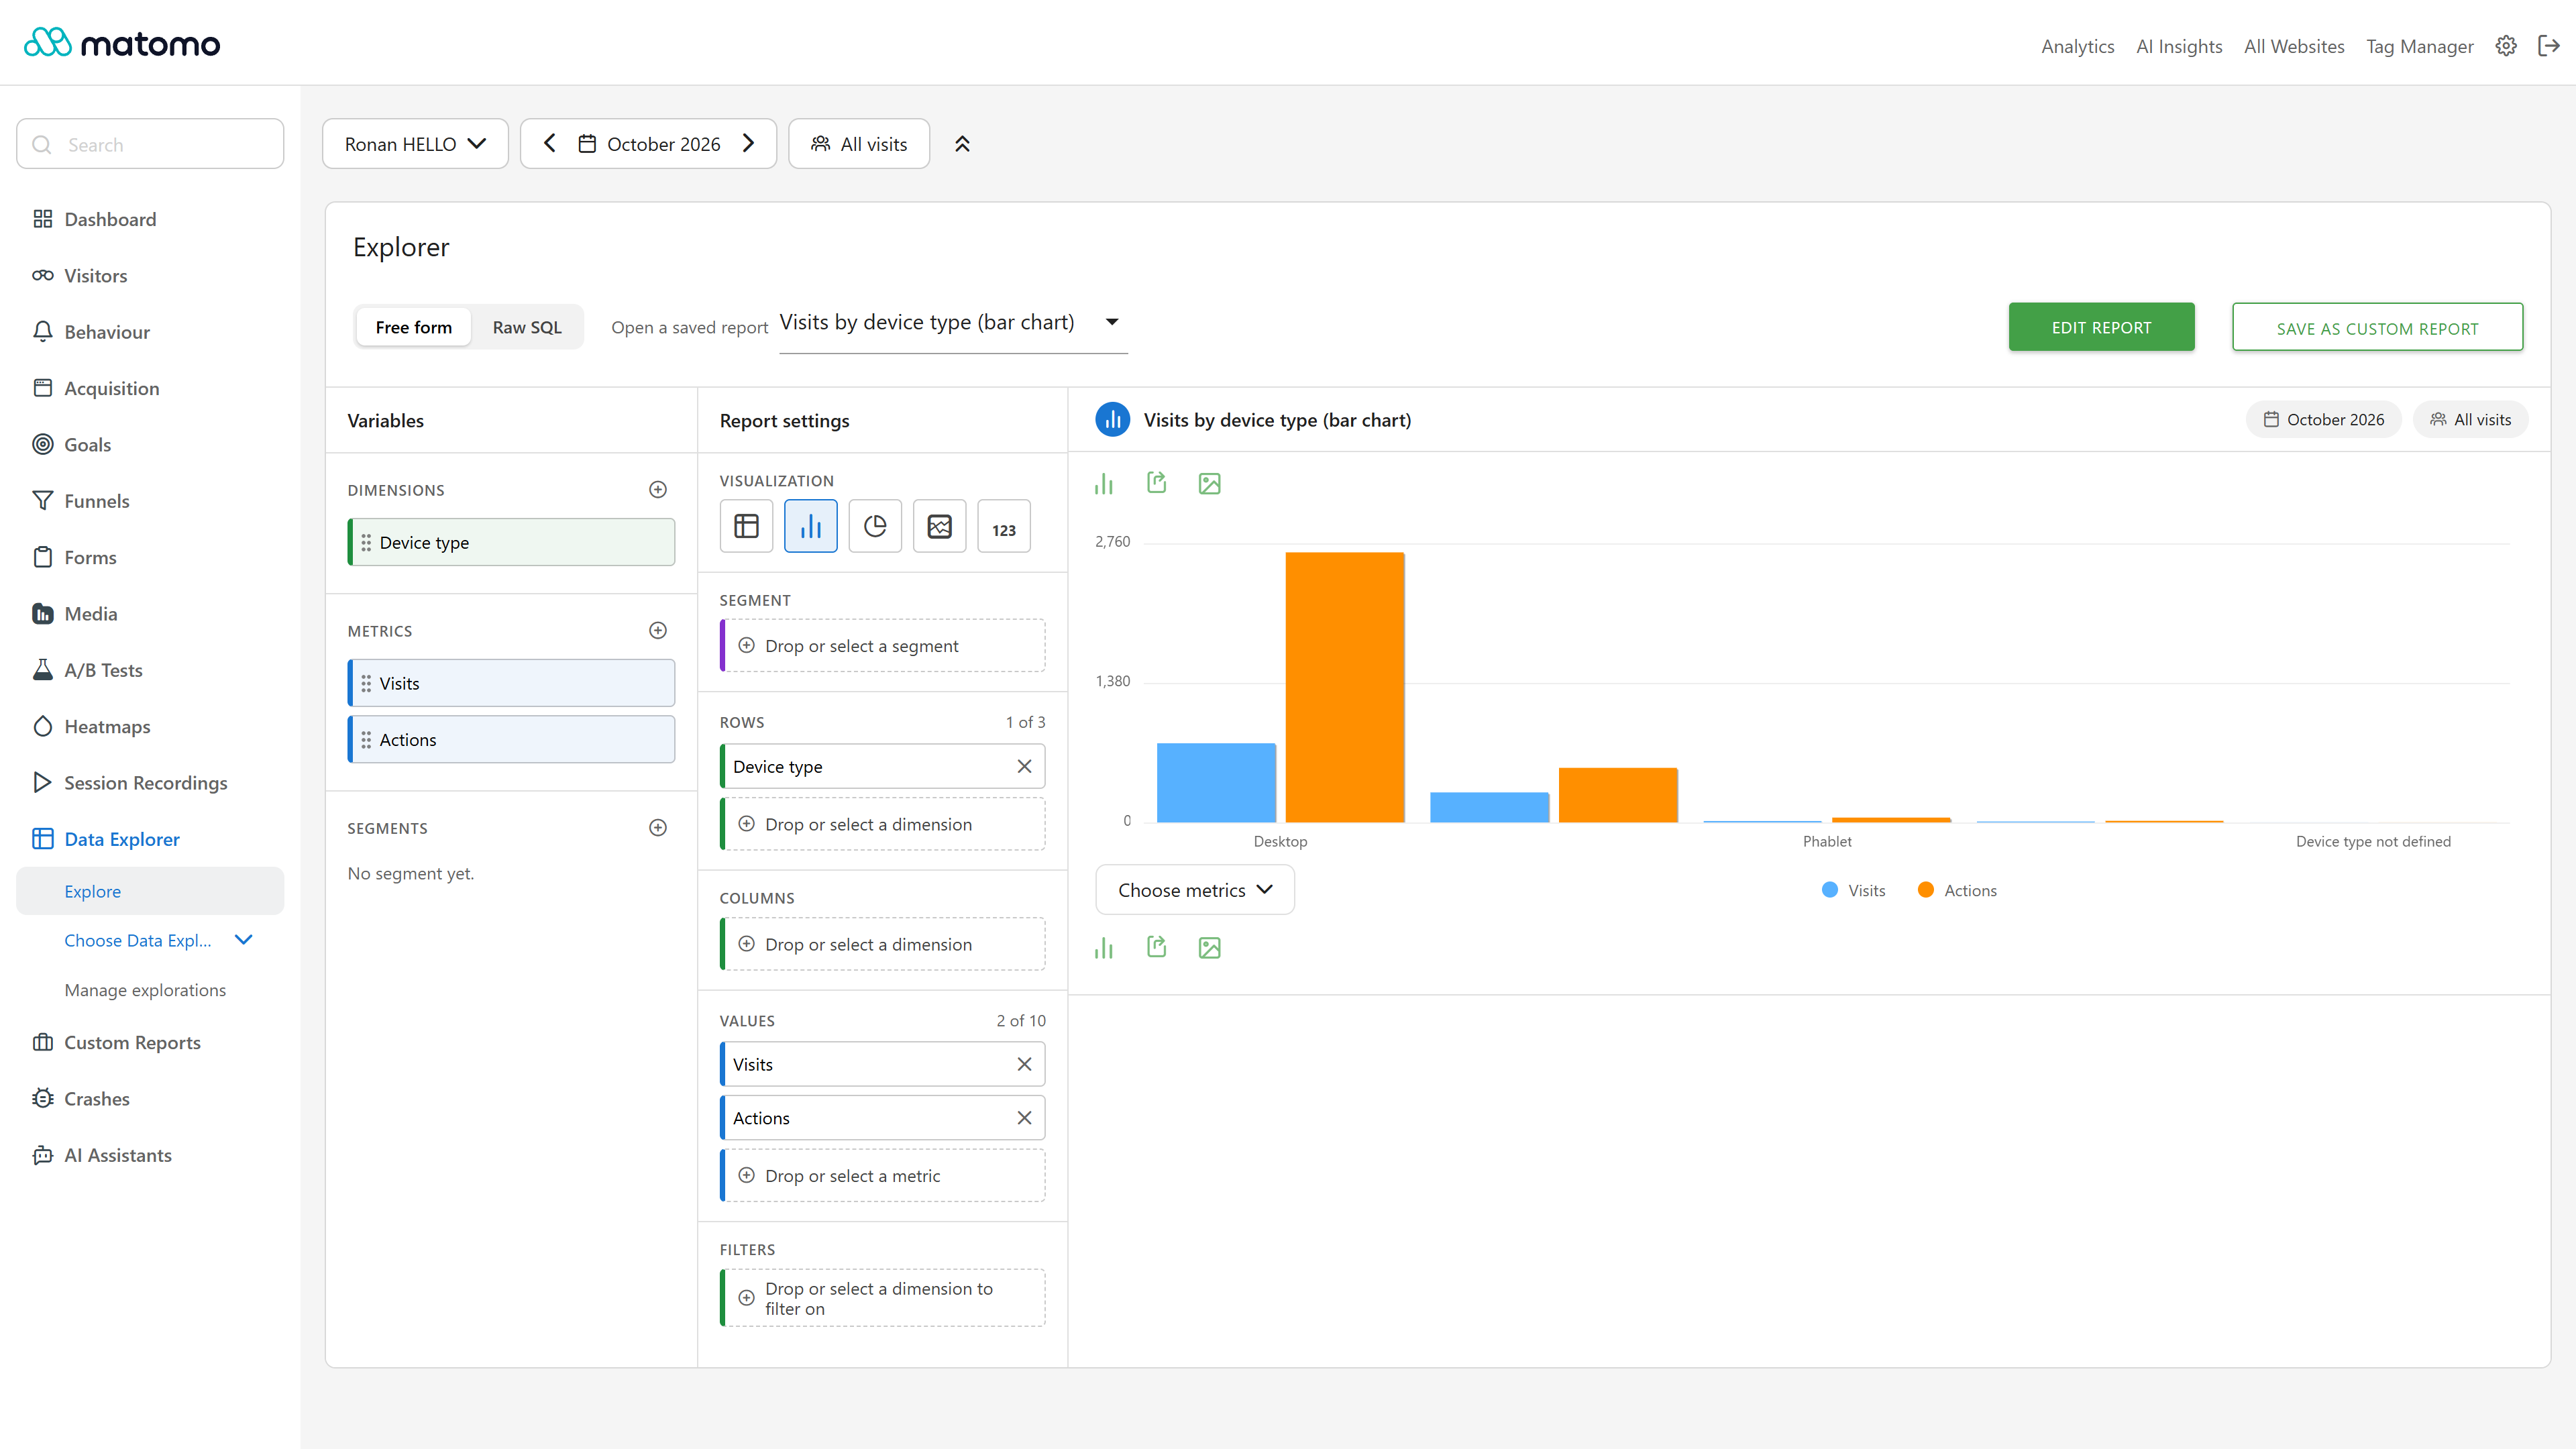 matomo
Analytics
AI Insights
All Websites
Tag Manager
Search
Ronan HELLO
October 2026
All visits
Dashboard
Visitors
Behaviour
Acquisition
Goals
Funnels
Forms
Media
A/B Tests
Heatmaps
Session Recordings
Data Explorer
Explore
Choose Data Expl...
Manage explorations
Custom Reports
Crashes
AI Assistants
Explorer
Free form
Raw SQL
Open a saved report
Visits by device type (bar chart)
EDIT REPORT
SAVE AS CUSTOM REPORT
Variables
DIMENSIONS
Device type
METRICS
Visits
Actions
SEGMENTS
No segment yet.
Report settings
VISUALIZATION
123
SEGMENT
Drop or select a segment
ROWS
1 of 3
Device type
Drop or select a dimension
COLUMNS
Drop or select a dimension
VALUES
2 of 10
Visits
Actions
Drop or select a metric
FILTERS
Drop or select a dimension to
filter on
Visits by device type (bar chart)
October 2026
All visits
2,760
1,380
0
Desktop
Phablet
Device type not defined
Choose metrics
Visits
Actions